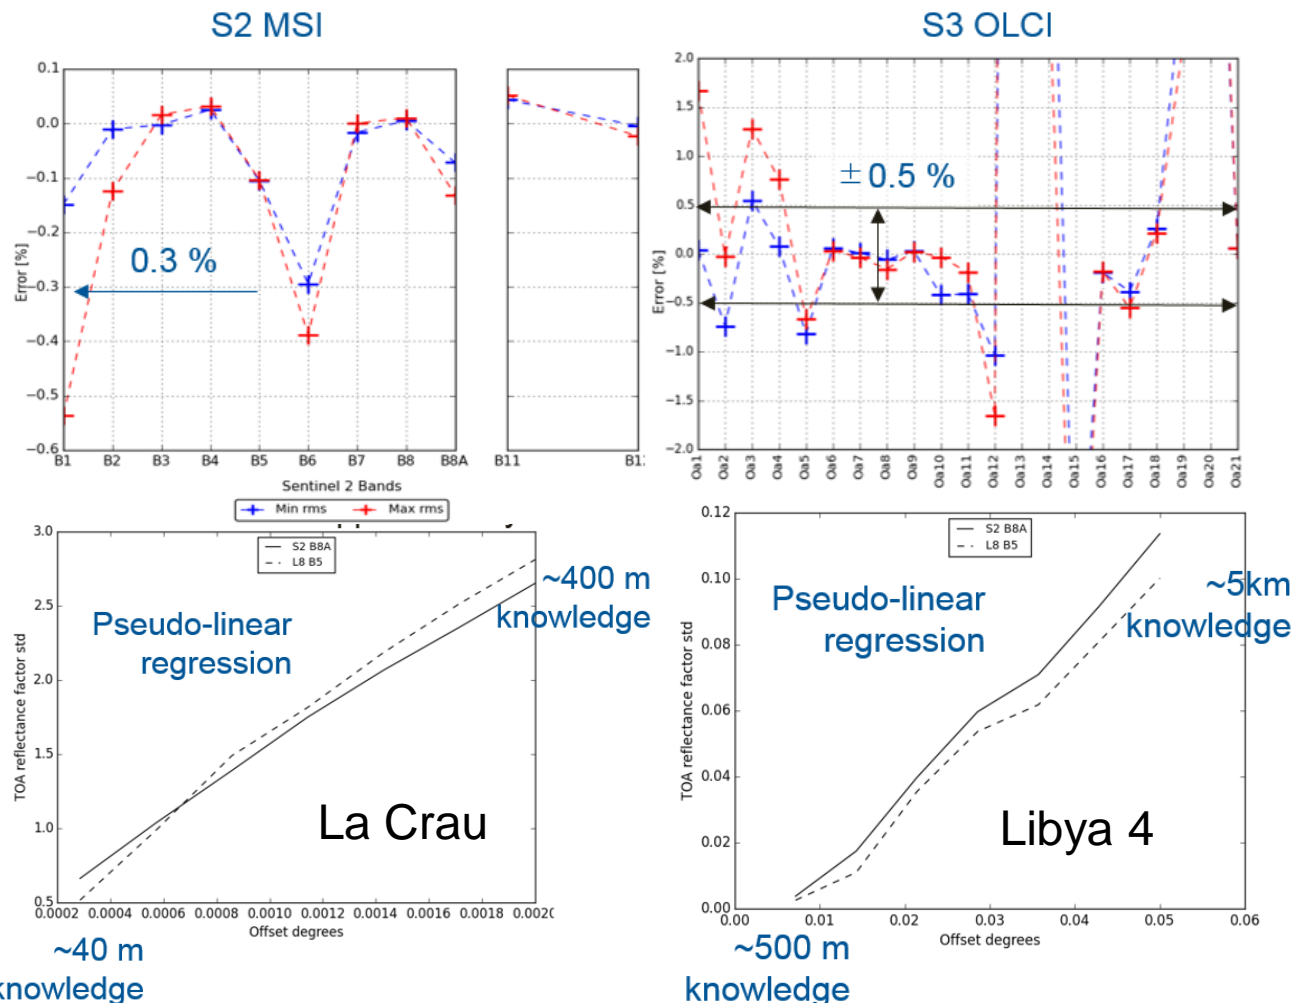 S2 MSI
S3 OLCI
0.1
0.0
−0.1
−0.2
−0.3
−0.4
−0.5
−0.6
Error [%]
0.3 %
B1 B2 B3 B4 B5 B6 B7 B8 B8A B11
Sentinel 2 Bands
Min rms Max rms
2.0
1.5
1.0
0.5
0.0
−0.5
−1.0
−1.5
−2.0
Error [%]
± 0.5 %
Oa1 Oa2 Oa3 Oa4 Oa5 Oa6 Oa7 Oa8 Oa9 Oa10 Oa11 Oa12 Oa13 Oa14 Oa15 Oa16 Oa17 Oa18 Oa19 Oa20 Oa21
3.0
2.5
2.0
1.5
1.0
0.5
TOA reflectance factor std
S2 B8A
L8 B5
Pseudo-linear
regression
~400 m
knowledge
La Crau
0.0002 0.0004 0.0006 0.0008 0.0010 0.0012 0.0014 0.0016 0.0018 0.0020
Offset degrees
~40 m
knowledge
0.12
0.10
0.08
0.06
0.04
0.02
0.00
TOA reflectance factor std
S2 B8A
L8 B5
Pseudo-linear
regression
~5km
knowledge
Libya 4
0.00 0.01 0.02 0.03 0.04 0.05 0.06
Offset degrees
~500 m
knowledge